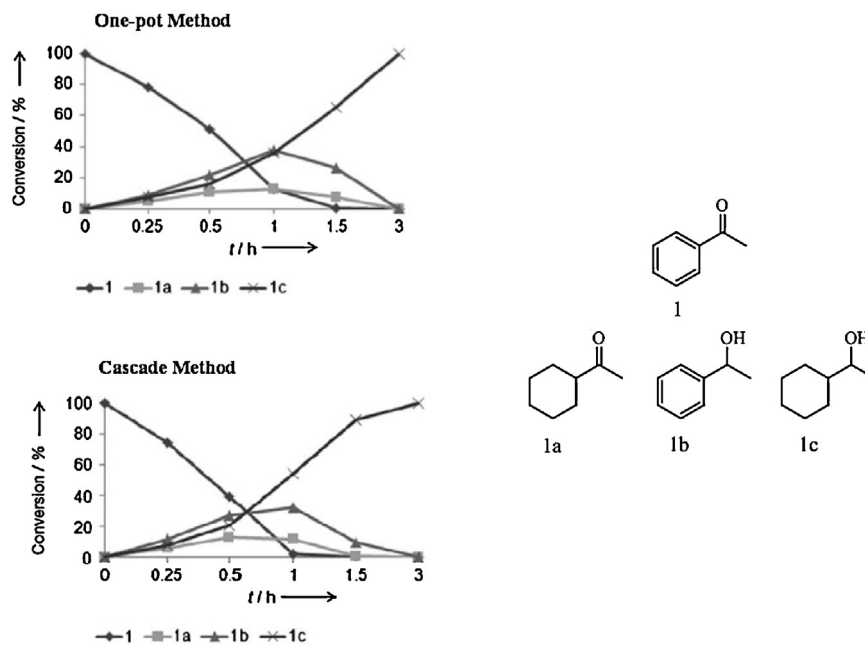 One-pot Method
Conversion / %
100
80
60
40
20
0
0 0.25 0.5 1 1.5 3
t / h
1 1a 1b 1c
Cascade Method
Conversion / %
100
80
60
40
20
0
0 0.25 0.5 1 1.5 3
t / h
1 1a 1b 1c
O
1
O OH OH
1a 1b 1c